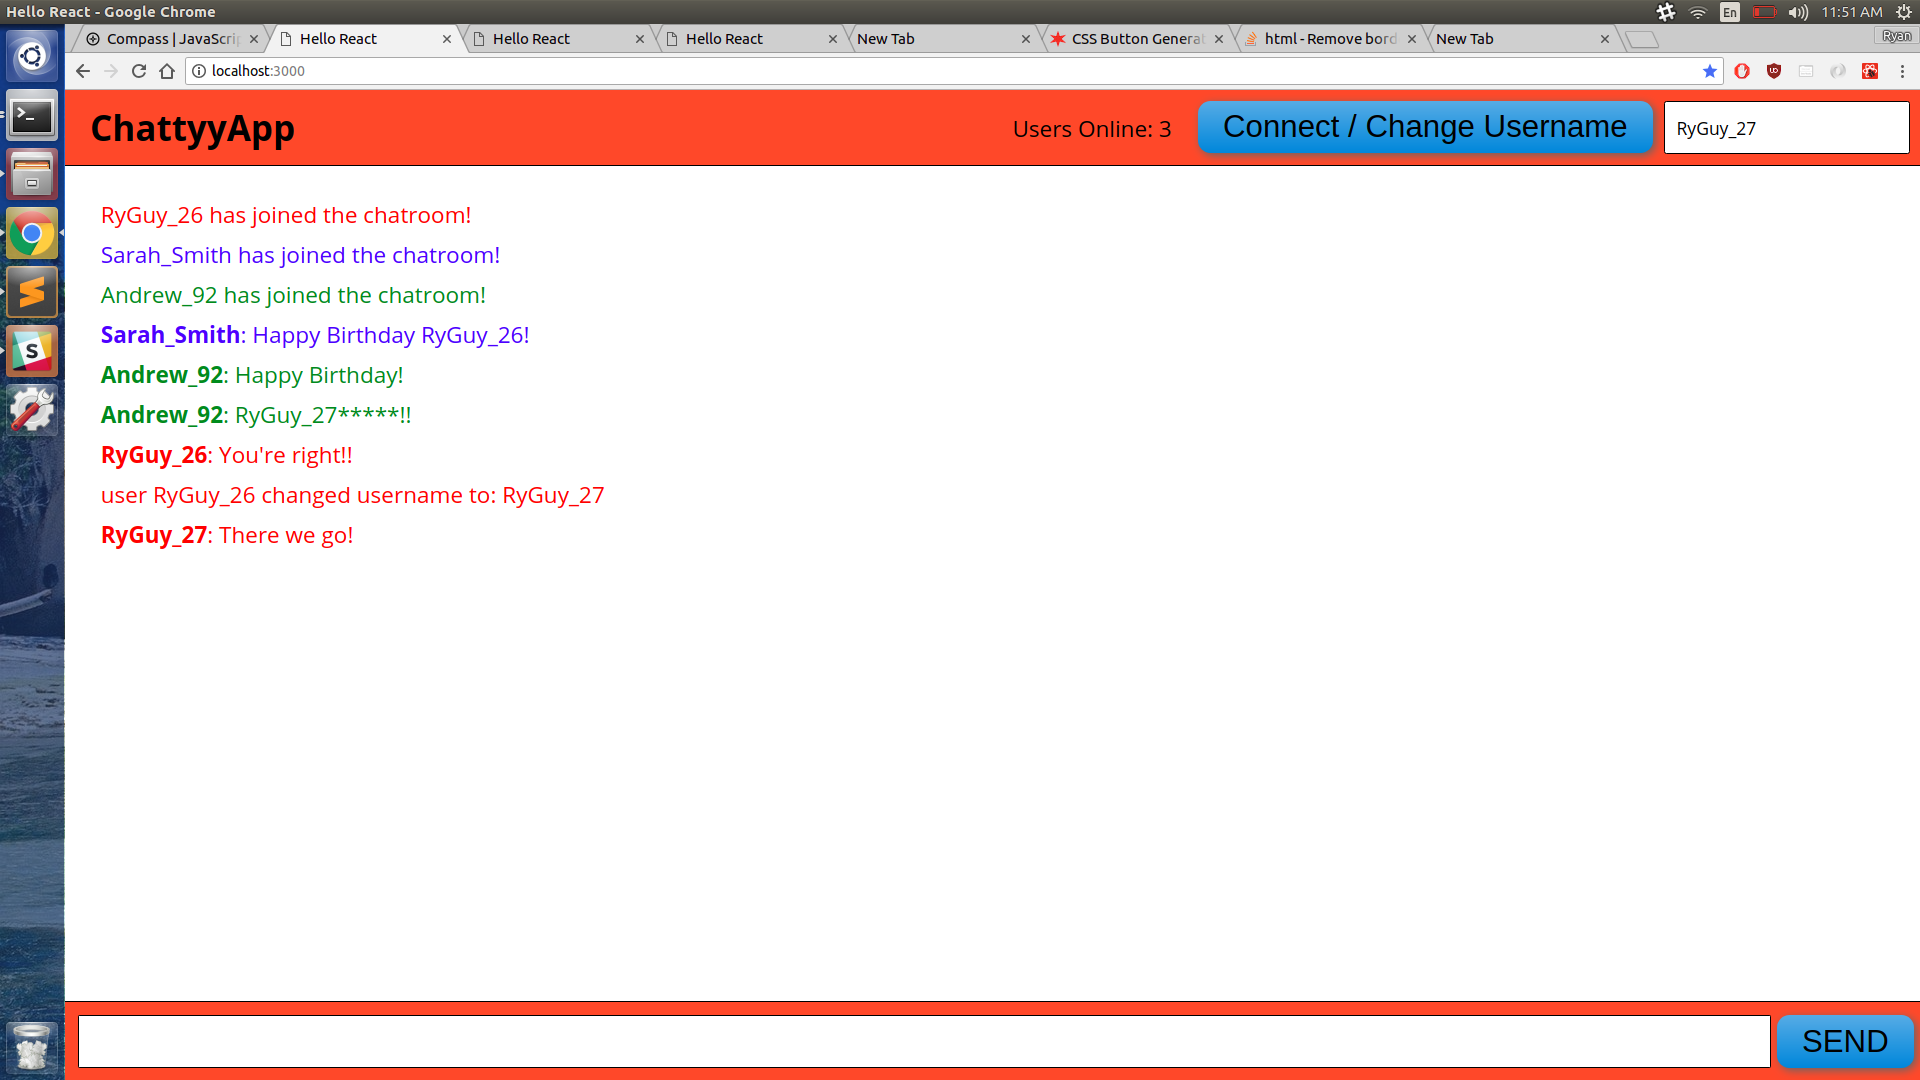 Hello React - Google Chrome
En
11:51 AM
Compass | JavaScrip
Hello React
Hello React
Hello React
New Tab
CSS Button Generat
html - Remove bord
New Tab
Ryan
localhost:3000
ChattyyApp
Users Online: 3
Connect / Change Username
RyGuy_27
RyGuy_26 has joined the chatroom!
Sarah_Smith has joined the chatroom!
Andrew_92 has joined the chatroom!
Sarah_Smith: Happy Birthday RyGuy_26!
Andrew_92: Happy Birthday!
Andrew_92: RyGuy_27*****!!
RyGuy_26: You're right!!
user RyGuy_26 changed username to: RyGuy_27
RyGuy_27: There we go!
SEND